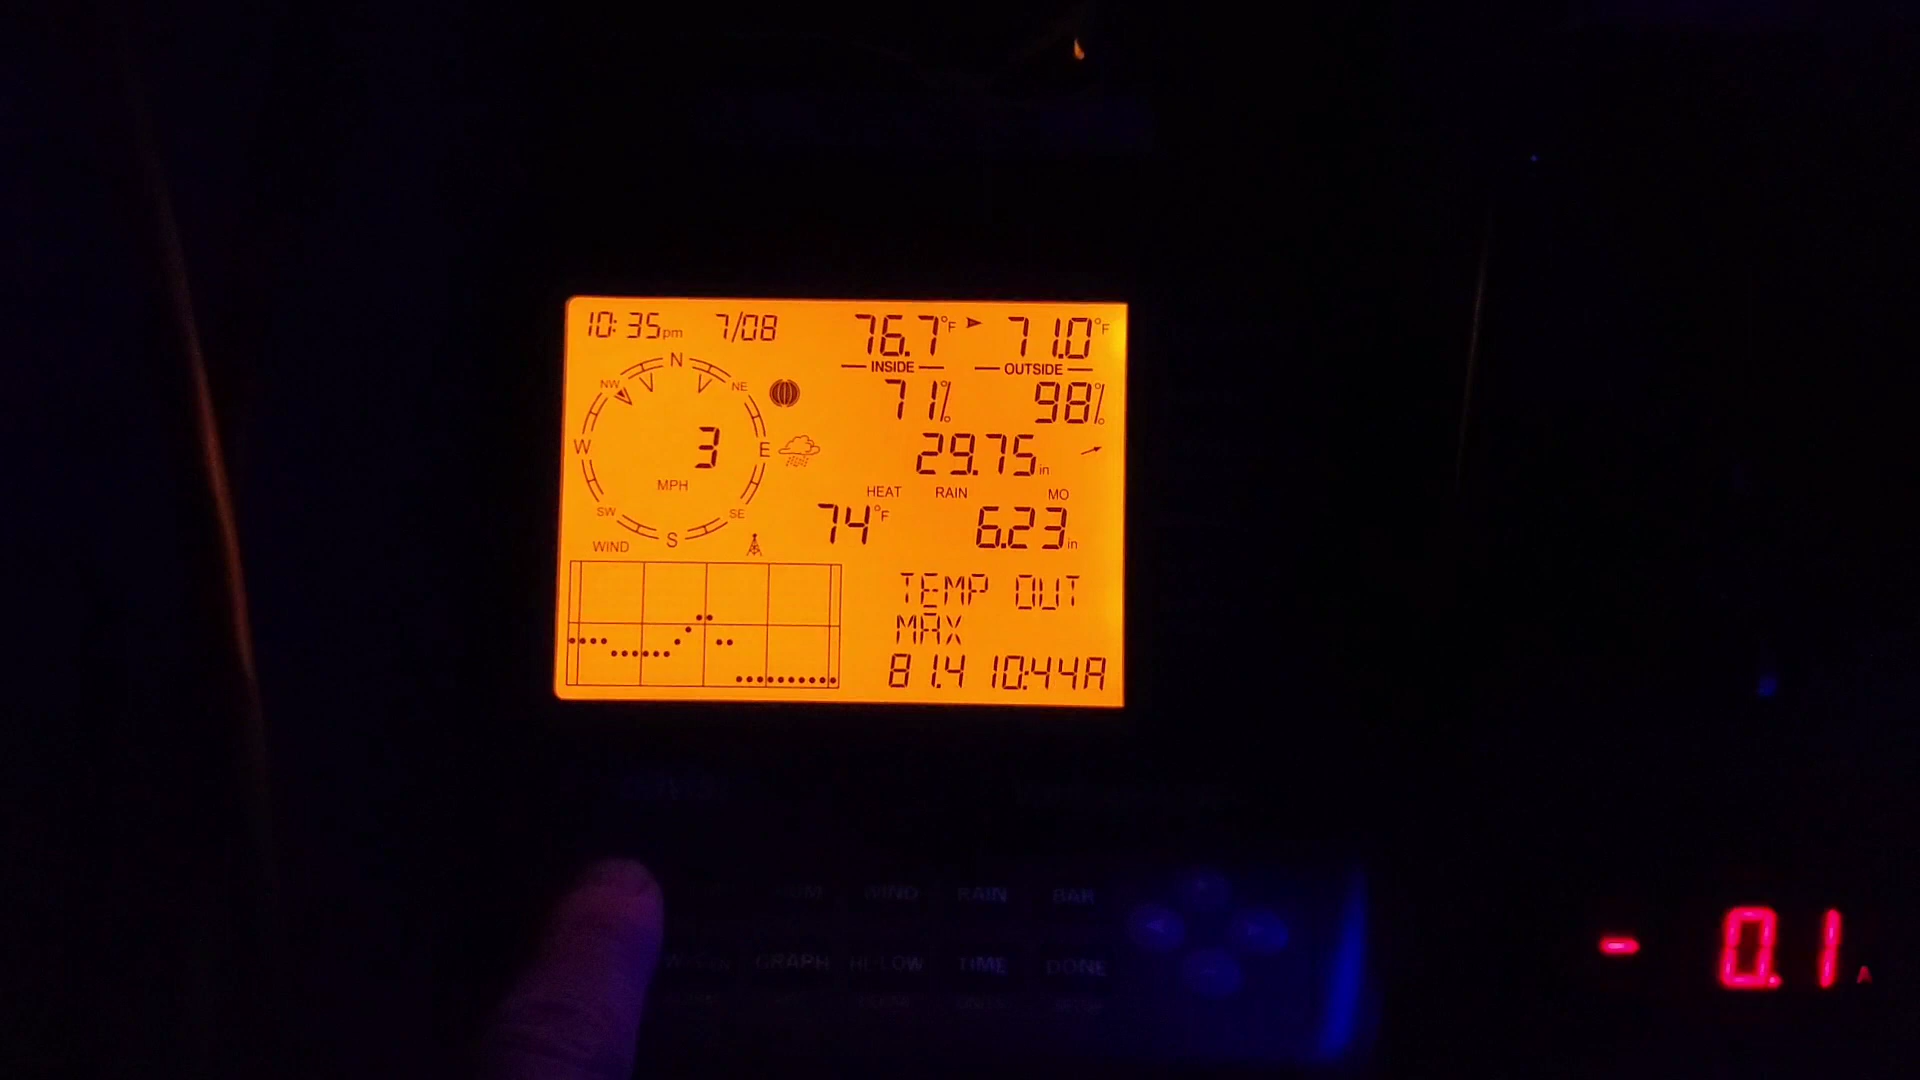 10:35pm 7/08 76.7°F 71.0°F
INSIDE OUTSIDE
71% 98%
N
NW NE
W 3 E
MPH
SW SE
S
WIND
29.75in
HEAT RAIN MO
74°F 6.23in
TEMP OUT
MAX
81.4 10:44A
HUM WIND RAIN BAR
GRAPH HI/LOW TIME DONE
- 0.1 A